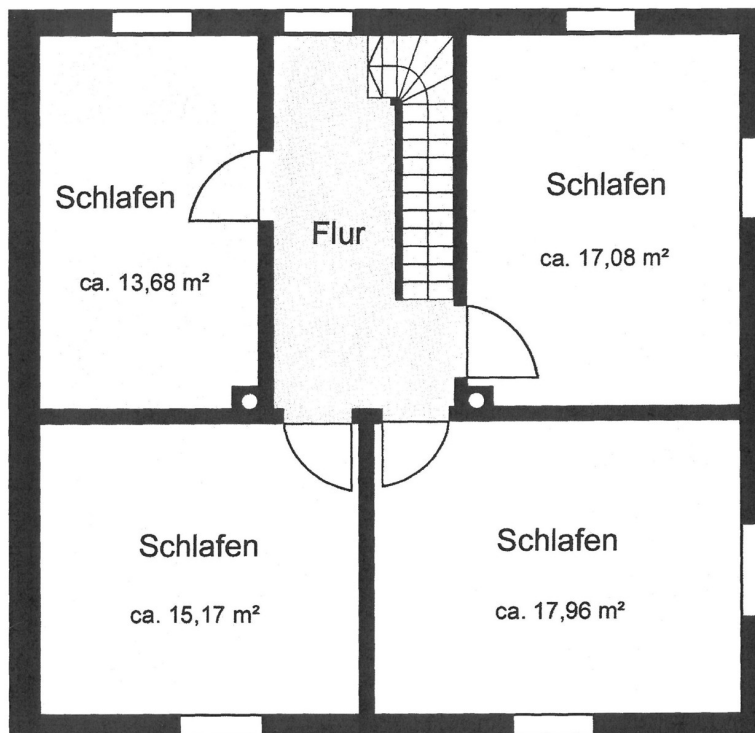 Schlafen
ca. 13,68 m²
Flur
Schlafen
ca. 17,08 m²
Schlafen
ca. 15,17 m²
Schlafen
ca. 17,96 m²